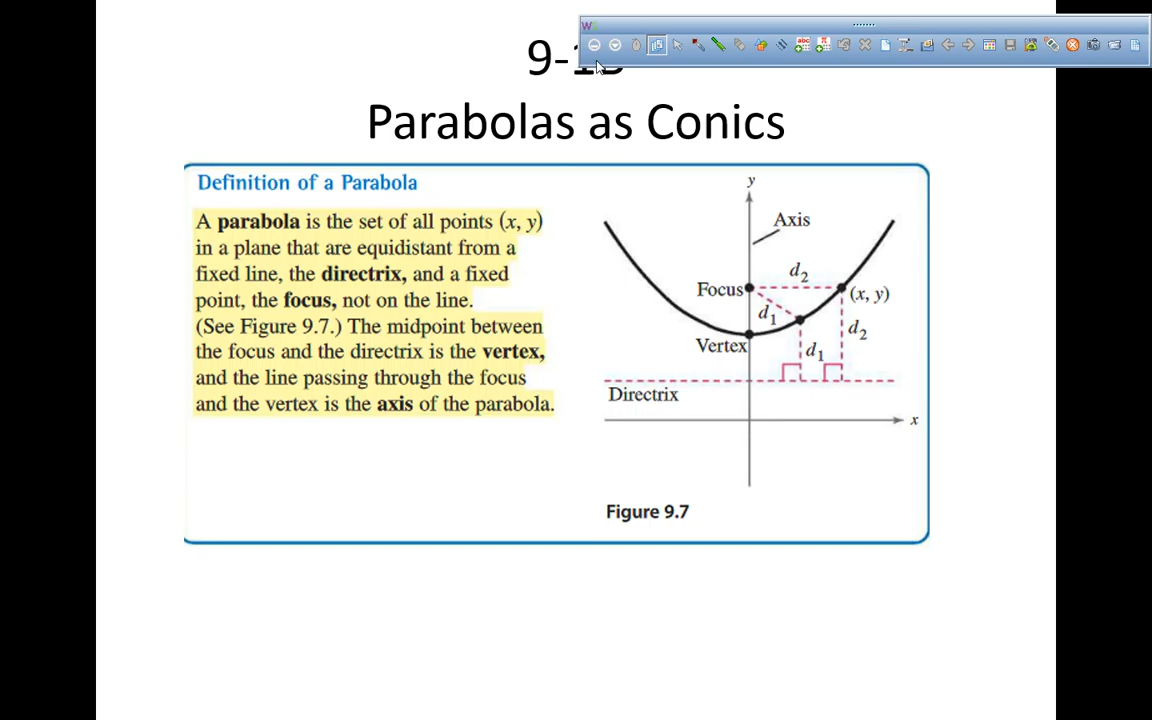 Parabolas as Conics
Definition of a Parabola
A parabola is the set of all points (x, y)
in a plane that are equidistant from a
fixed line, the directrix, and a fixed
point, the focus, not on the line.
(See Figure 9.7.) The midpoint between
the focus and the directrix is the vertex,
and the line passing through the focus
and the vertex is the axis of the parabola.
y
Axis
d2
Focus
(x, y)
d1
d2
Vertex
d1
Directrix
x
Figure 9.7